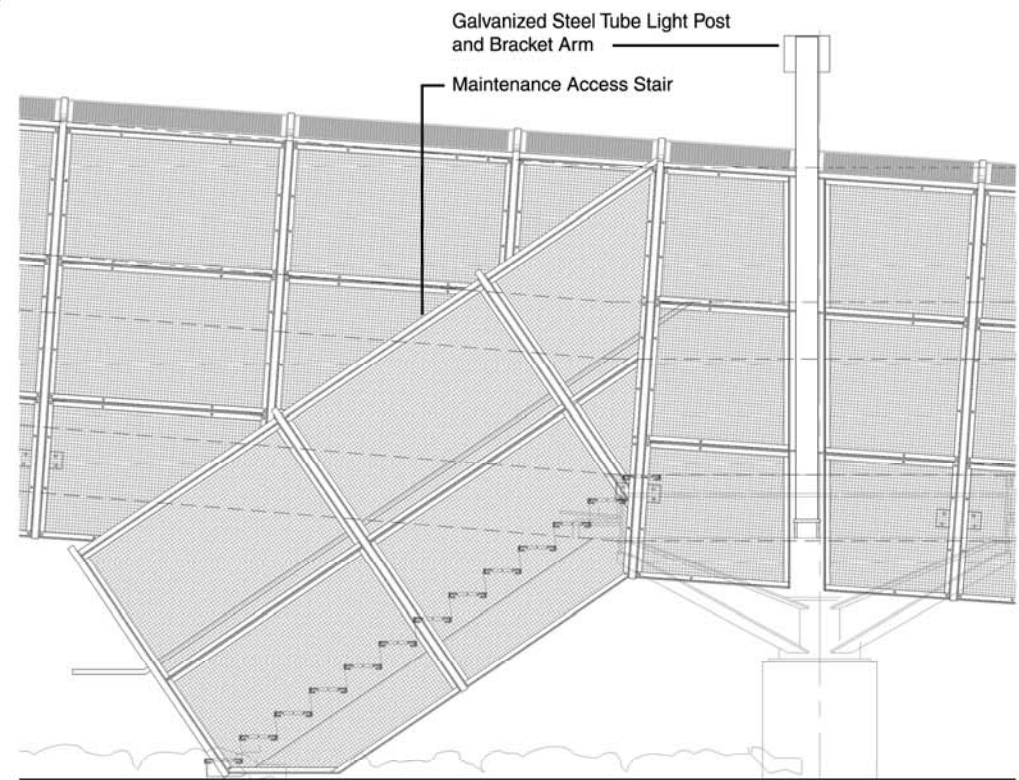 Galvanized Steel Tube Light Post
and Bracket Arm
Maintenance Access Stair